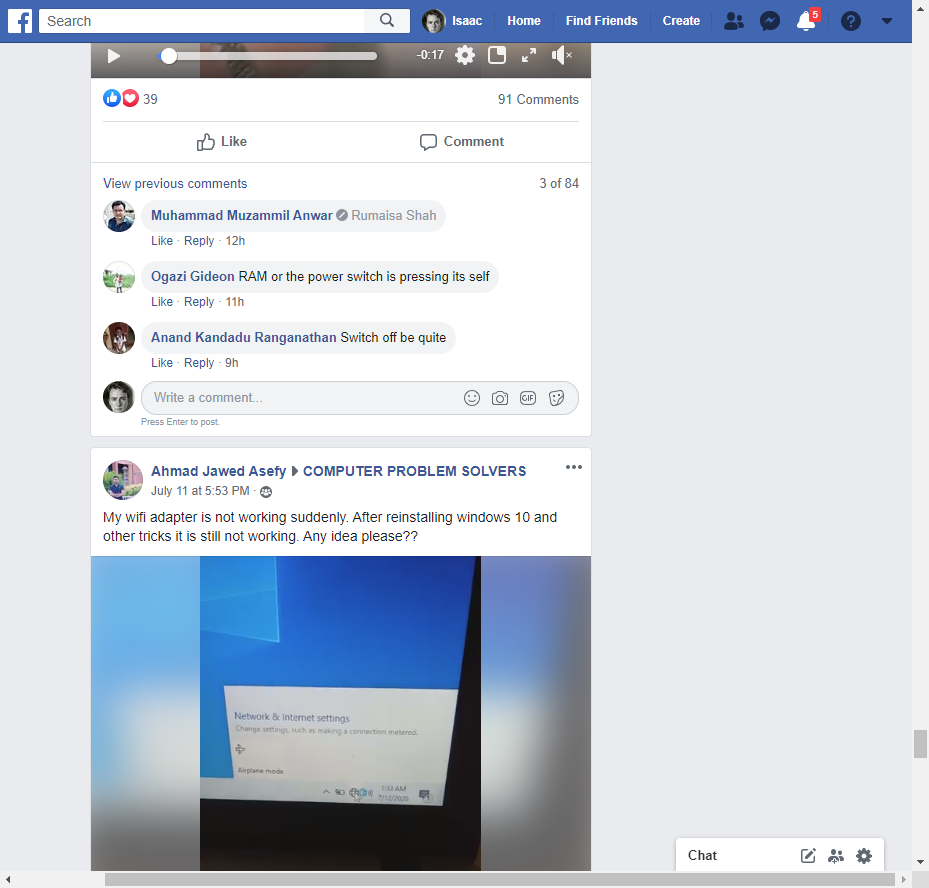 Search
Isaac
Home
Find Friends
Create
5
-0:17
39
91 Comments
Like
Comment
View previous comments
3 of 84
Muhammad Muzammil Anwar Rumaisa Shah
Like · Reply · 12h
Ogazi Gideon RAM or the power switch is pressing its self
Like · Reply · 11h
Anand Kandadu Ranganathan Switch off be quite
Like · Reply · 9h
Write a comment...
GIF
Press Enter to post.
Ahmad Jawed Asefy COMPUTER PROBLEM SOLVERS
July 11 at 5:53 PM ·
My wifi adapter is not working suddenly. After reinstalling windows 10 and
other tricks it is still not working. Any idea please??
Network & Internet settings
Change settings, such as making a connection metered.
Airplane mode
1:33 AM
7/12/2020
Chat